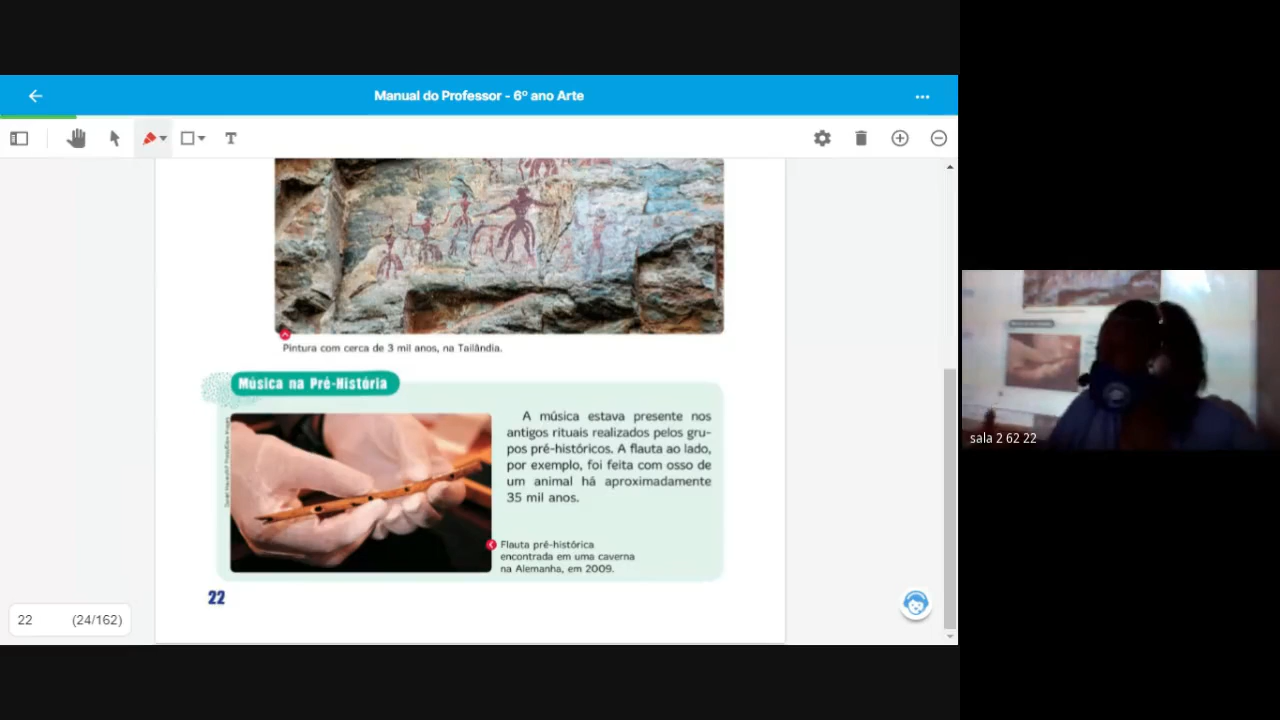 Manual do Professor - 6º ano Arte
T
Pintura com cerca de 3 mil anos, na Tailândia.
Música na Pré-História
A música estava presente nos
antigos rituais realizados pelos gru-
pos pré-históricos. A flauta ao lado,
por exemplo, foi feita com osso de
um animal há aproximadamente
35 mil anos.
Flauta pré-histórica
encontrada em uma caverna
na Alemanha, em 2009.
22
22 (24/162)
sala 2 62 22